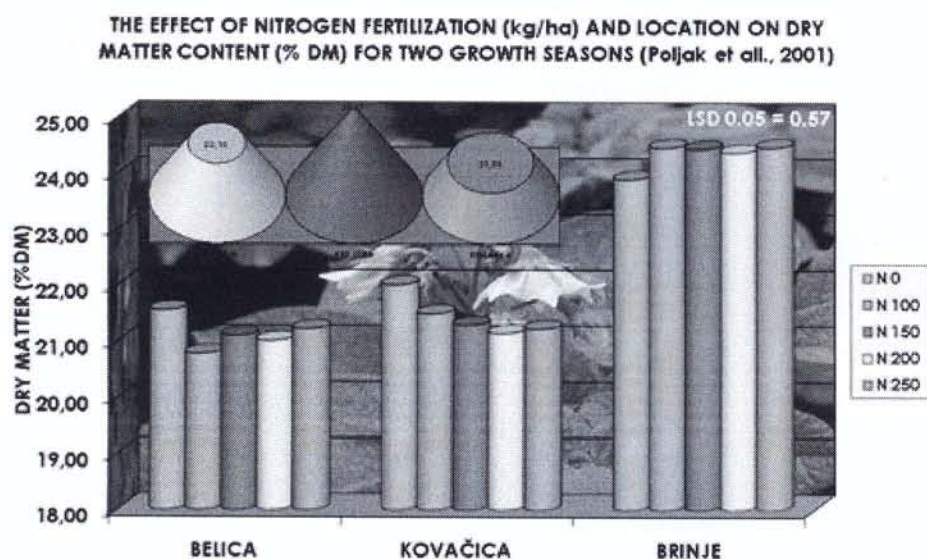 THE EFFECT OF NITROGEN FERTILIZATION (kg/ha) AND LOCATION ON DRY
MATTER CONTENT (% DM) FOR TWO GROWTH SEASONS (Poljak et all., 2001)
LSD 0.05 = 0.57
DRY MATTER (%DM)
25,00
24,00
23,00
22,00
21,00
20,00
19,00
18,00
BELICA
KOVAČICA
BRINJE
N 0
N 100
N 150
N 200
N 250